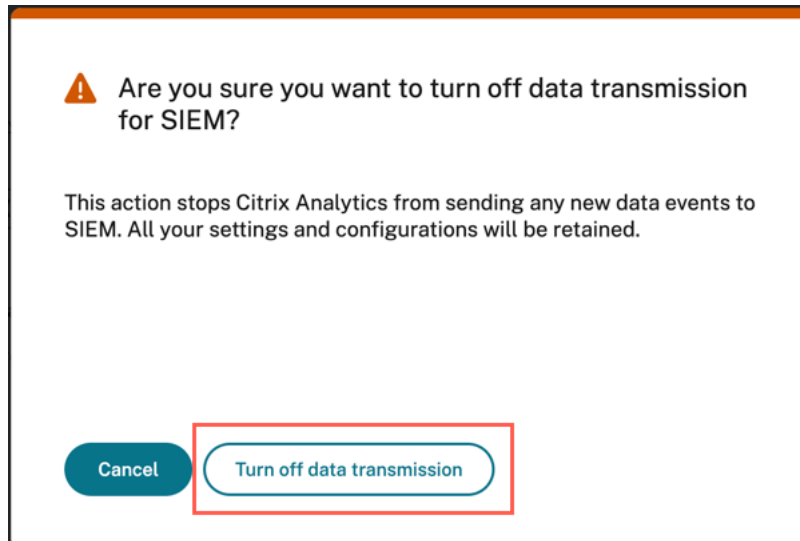 Are you sure you want to turn off data transmission
for SIEM?
This action stops Citrix Analytics from sending any new data events to
SIEM. All your settings and configurations will be retained.
Cancel
Turn off data transmission